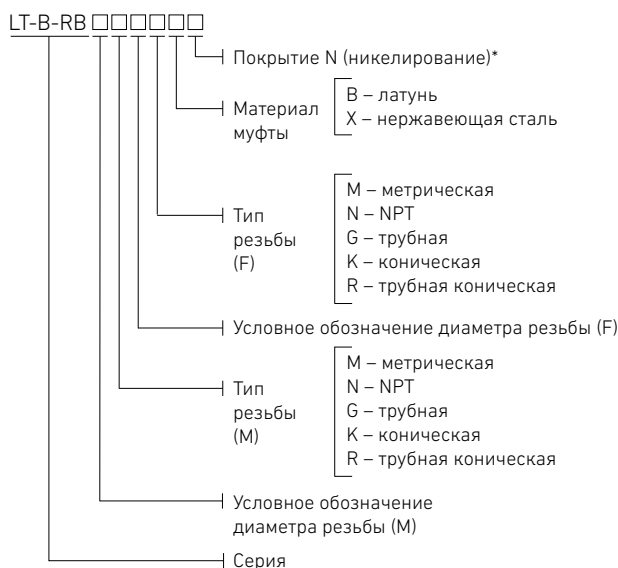 LT-B-RB □□□□□□
Покрытие N (никелирование)*
Материал
муфты
B – латунь
X – нержавеющая сталь
Тип
резьбы
(F)
M – метрическая
N – NPT
G – трубная
K – коническая
R – трубная коническая
Условное обозначение диаметра резьбы (F)
Тип
резьбы
(M)
M – метрическая
N – NPT
G – трубная
K – коническая
R – трубная коническая
Условное обозначение
диаметра резьбы (M)
Серия